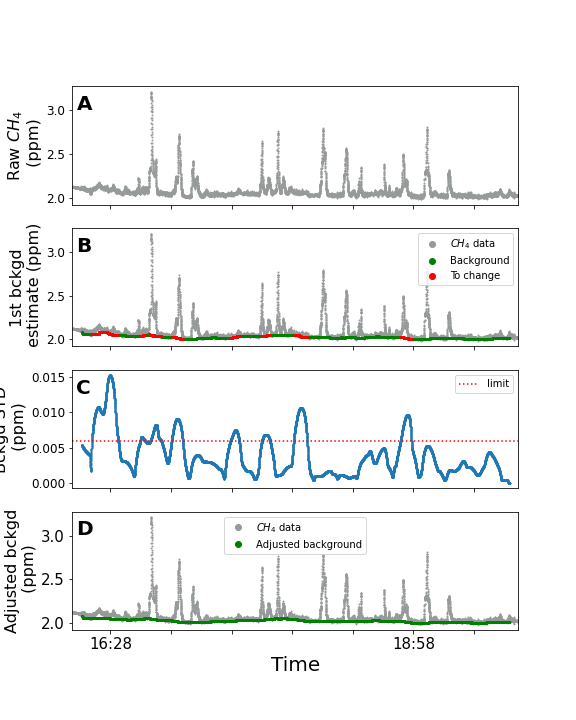 A
Raw CH4
(ppm)
3.0
2.5
2.0
B
1st bckgd
estimate (ppm)
3.0
2.5
2.0
CH4 data
Background
To change
C
(ppm)
0.015
0.010
0.005
0.000
limit
D
Adjusted bckgd
(ppm)
3.0
2.5
2.0
CH4 data
Adjusted background
16:28
18:58
Time